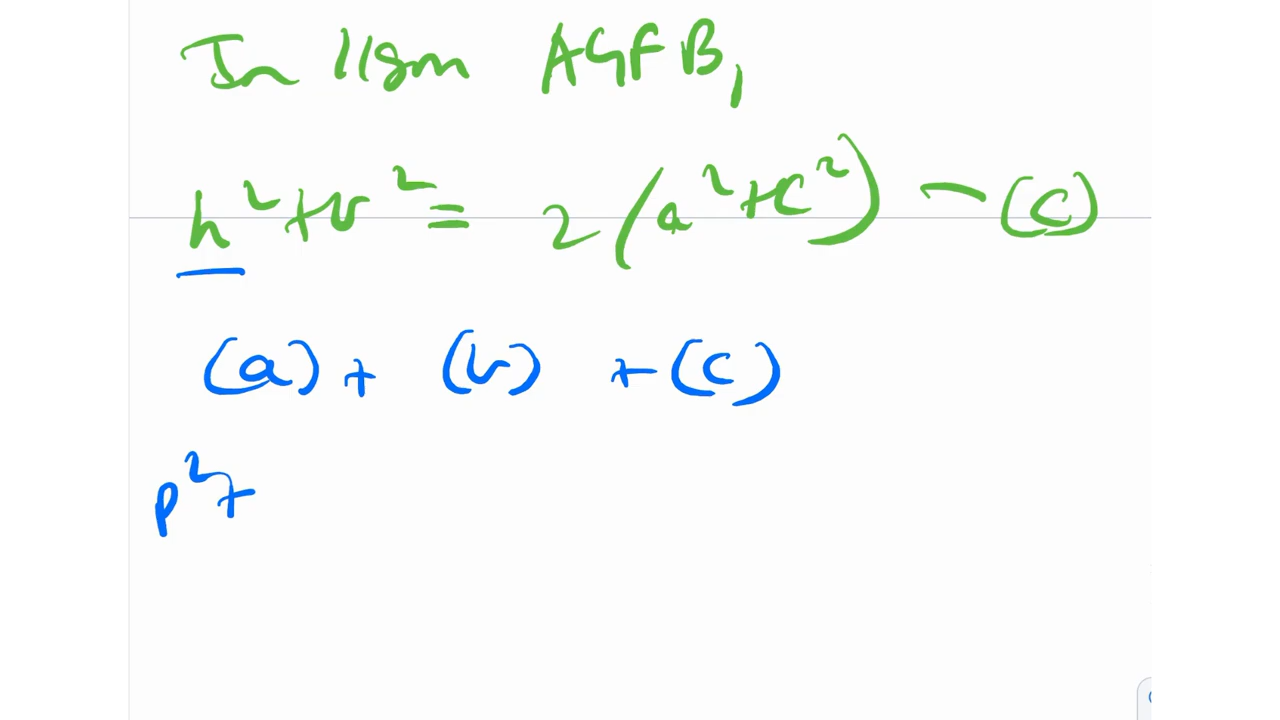 In llgm AGFB,
h²+b² = 2(a²+c²) — (c)
(a) + (b) + (c)
p²+